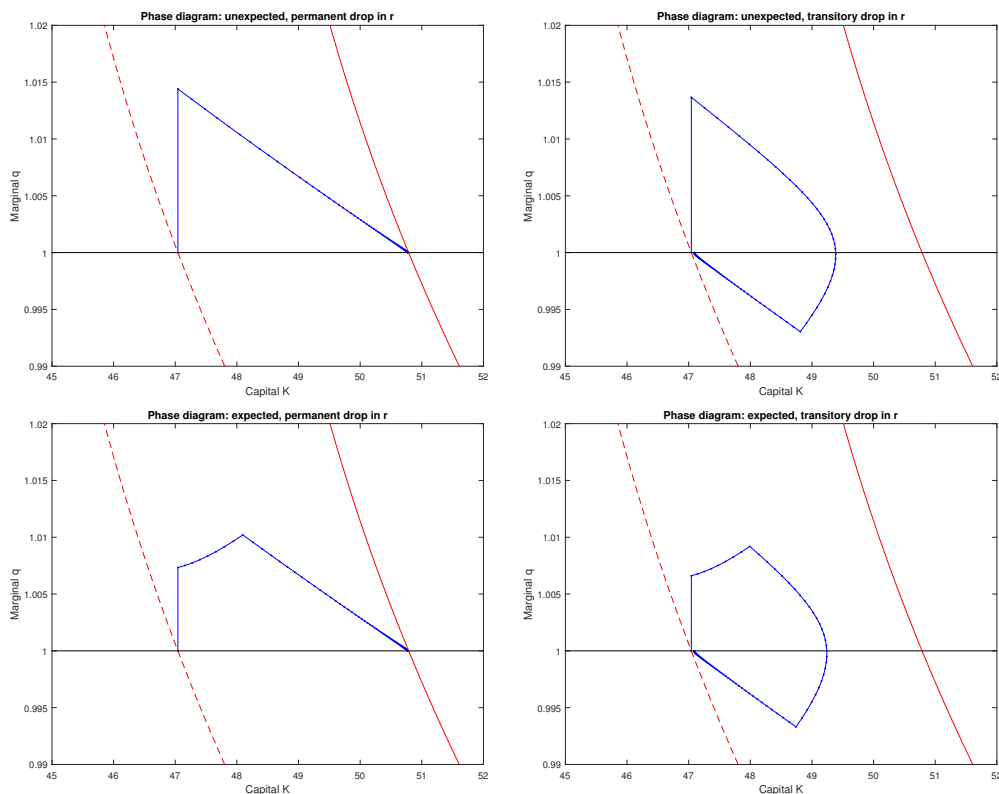 Phase diagram: unexpected, permanent drop in r
1.02
1.015
1.01
1.005
1
0.995
0.99
Marginal q
45 46 47 48 49 50 51 52
Capital K
Phase diagram: unexpected, transitory drop in r
1.02
1.015
1.01
1.005
1
0.995
0.99
Marginal q
45 46 47 48 49 50 51 52
Capital K
Phase diagram: expected, permanent drop in r
1.02
1.015
1.01
1.005
1
0.995
0.99
Marginal q
45 46 47 48 49 50 51 52
Capital K
Phase diagram: expected, transitory drop in r
1.02
1.015
1.01
1.005
1
0.995
0.99
Marginal q
45 46 47 48 49 50 51 52
Capital K